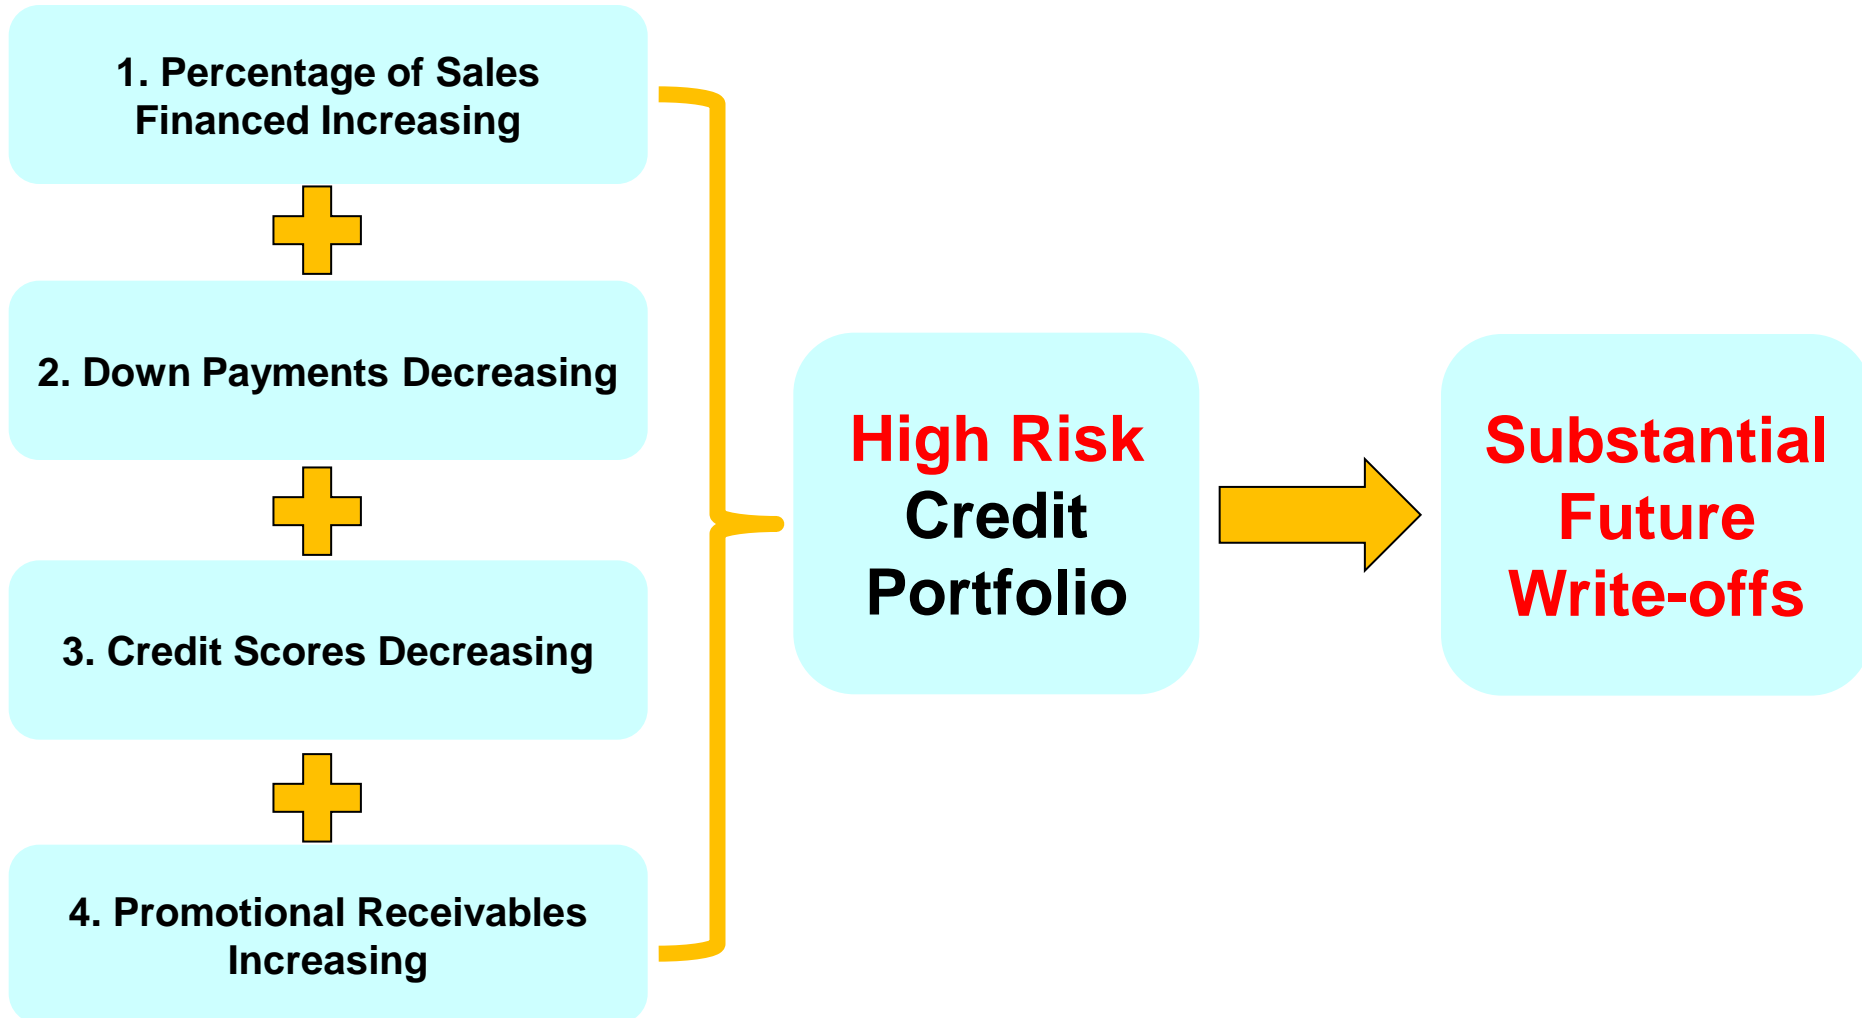 1. Percentage of Sales
Financed Increasing
2. Down Payments Decreasing
3. Credit Scores Decreasing
4. Promotional Receivables
Increasing
High Risk
Credit
Portfolio
Substantial
Future
Write-offs